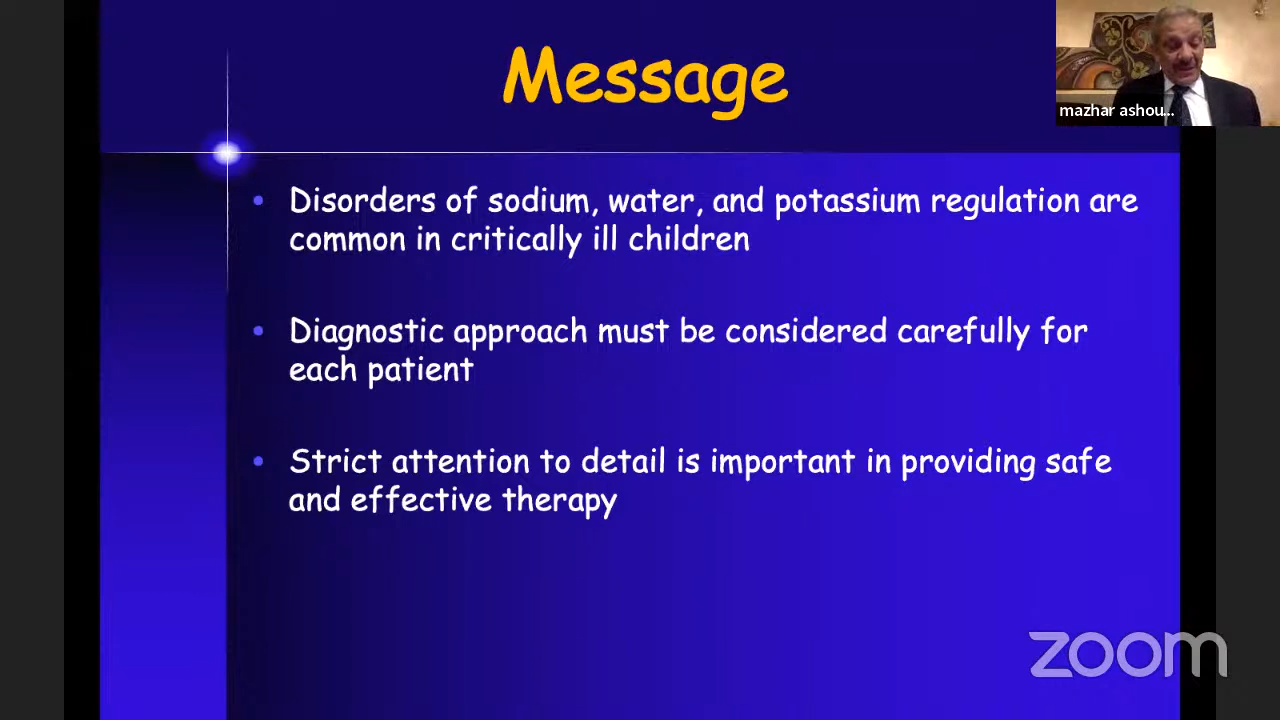 Message
mazhar ashou...
Disorders of sodium, water, and potassium regulation are
common in critically ill children
Diagnostic approach must be considered carefully for
each patient
Strict attention to detail is important in providing safe
and effective therapy
zoom